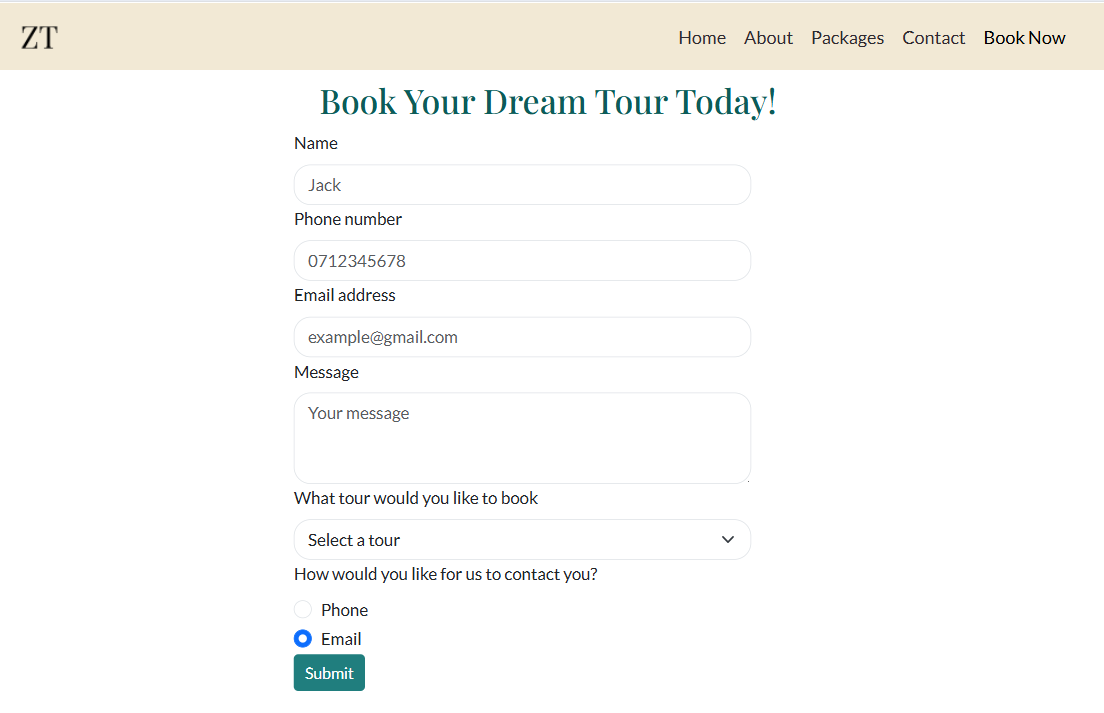 ZT
Home About Packages Contact Book Now
Book Your Dream Tour Today!
Name
Jack
Phone number
0712345678
Email address
example@gmail.com
Message
Your message
What tour would you like to book
Select a tour
How would you like for us to contact you?
Phone
Email
Submit